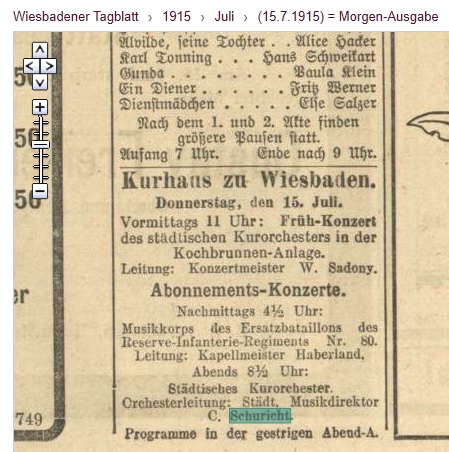 Wiesbadener Tagblatt › 1915 › Juli › (15.7.1915) = Morgen-Ausgabe
Alvilde, seine Tochter . . Alice Hacker
Karl Tonning . . . Hans Schweikart
Gunda . . . . . . Paula Klein
Ein Diener . . . . . Fritz Werner
Dienstmädchen . . . . Else Salzer
Nach dem 1. und 2. Akte finden
größere Pausen statt.
Anfang 7 Uhr. Ende nach 9 Uhr.
Kurhaus zu Wiesbaden.
Donnerstag, den 15. Juli.
Vormittags 11 Uhr: Früh-Konzert
des städtischen Kurorchesters in der
Kochbrunnen-Anlage.
Leitung: Konzertmeister W. Sadony.
Abonnements-Konzerte.
Nachmittags 4½ Uhr:
Musikkorps des Ersatzbataillons des
Reserve-Infanterie-Regiments Nr. 80.
Leitung: Kapellmeister Haberland.
Abends 8½ Uhr:
Städtisches Kurorchester.
Orchesterleitung: Städt. Musikdirektor
C. Schuricht.
Programme in der gestrigen Abend-A.
50
50
er
749